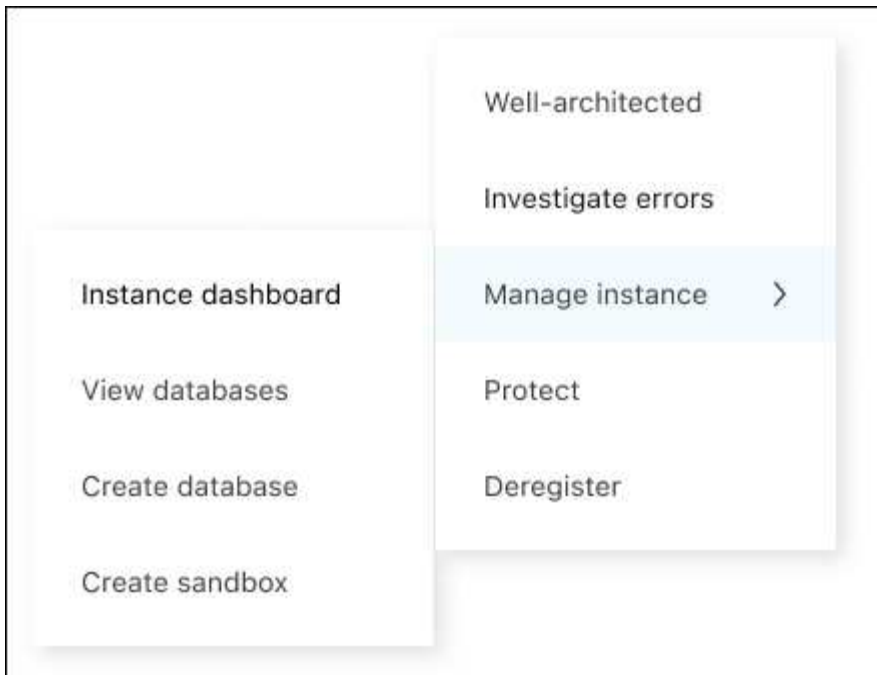 Well-architected
Investigate errors
Manage instance
Protect
Deregister
Instance dashboard
View databases
Create database
Create sandbox